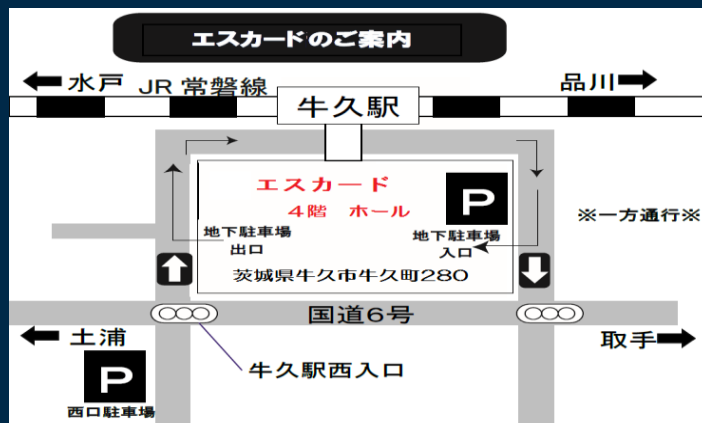 エスカードのご案内
水戸
JR 常磐線
品川
牛久駅
エスカード
4階 ホール
P
地下駐車場
出口
地下駐車場
入口
※一方通行※
茨城県牛久市牛久町280
国道6号
土浦
取手
牛久駅西入口
P
西口駐車場